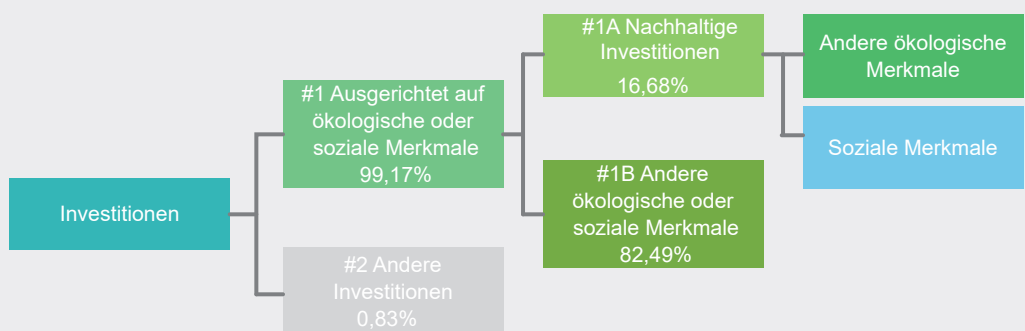 Investitionen
#1 Ausgerichtet auf
ökologische oder
soziale Merkmale
99,17%
#2 Andere
Investitionen
0,83%
#1A Nachhaltige
Investitionen
16,68%
#1B Andere
ökologische oder
soziale Merkmale
82,49%
Andere ökologische
Merkmale
Soziale Merkmale